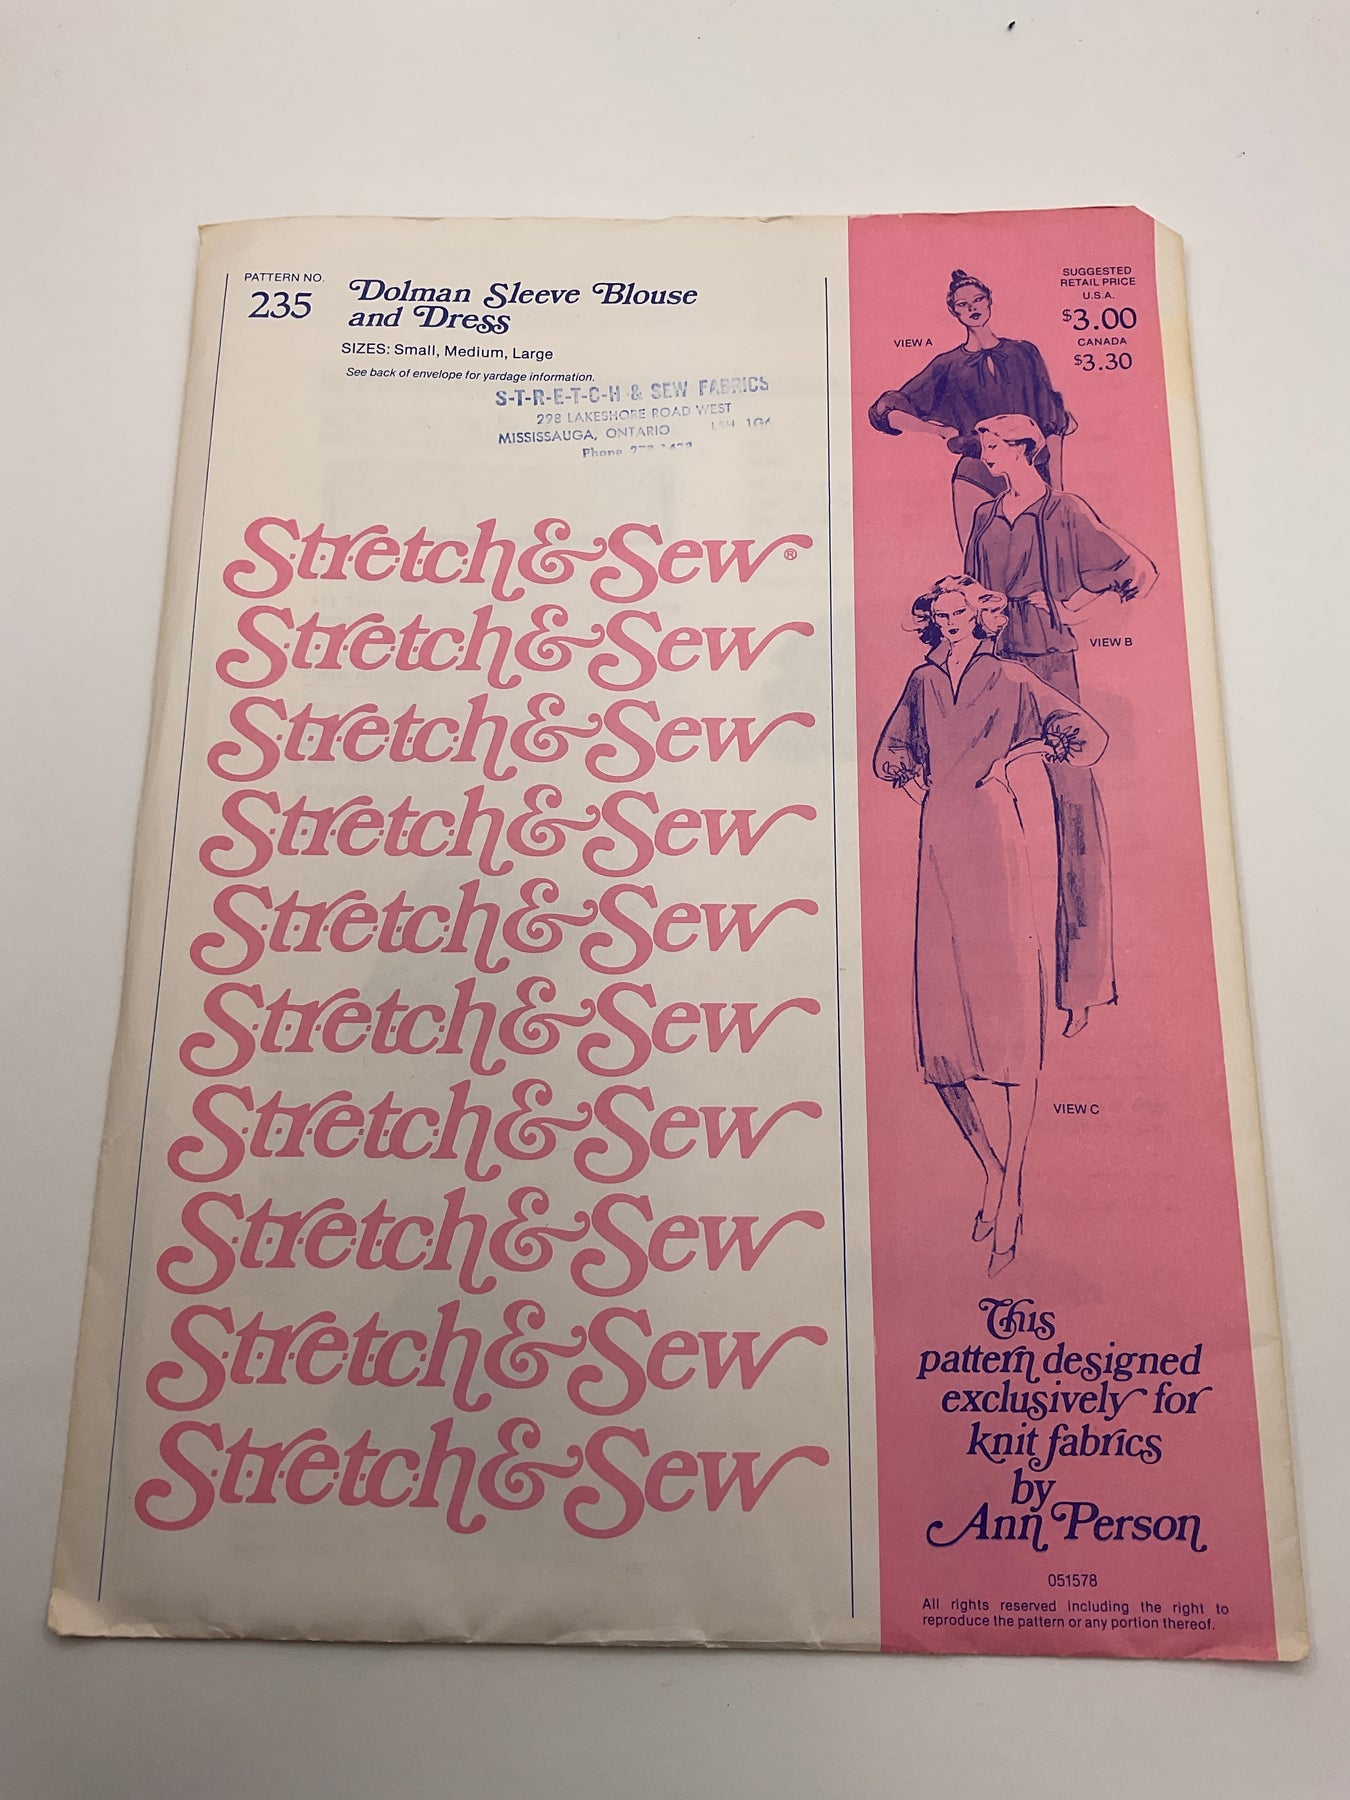 PATTERN NO.
235
Dolman Sleeve Blouse
and Dress
SIZES: Small, Medium, Large
See back of envelope for yardage information.
S-T-R-E-T-C-H & SEW FABRICS
298 LAKESHORE ROAD WEST
MISSISSAUGA, ONTARIO
Phone
Stretch & Sew®
Stretch & Sew
Stretch & Sew
Stretch & Sew
Stretch & Sew
Stretch & Sew
Stretch & Sew
Stretch & Sew
Stretch & Sew
Stretch & Sew
SUGGESTED
RETAIL PRICE
U.S.A.
$3.00
CANADA
$3.30
VIEW A
VIEW B
VIEW C
This
pattern designed
exclusively for
knit fabrics
by
Ann Person
051578
All rights reserved including the right to
reproduce the pattern or any portion thereof.